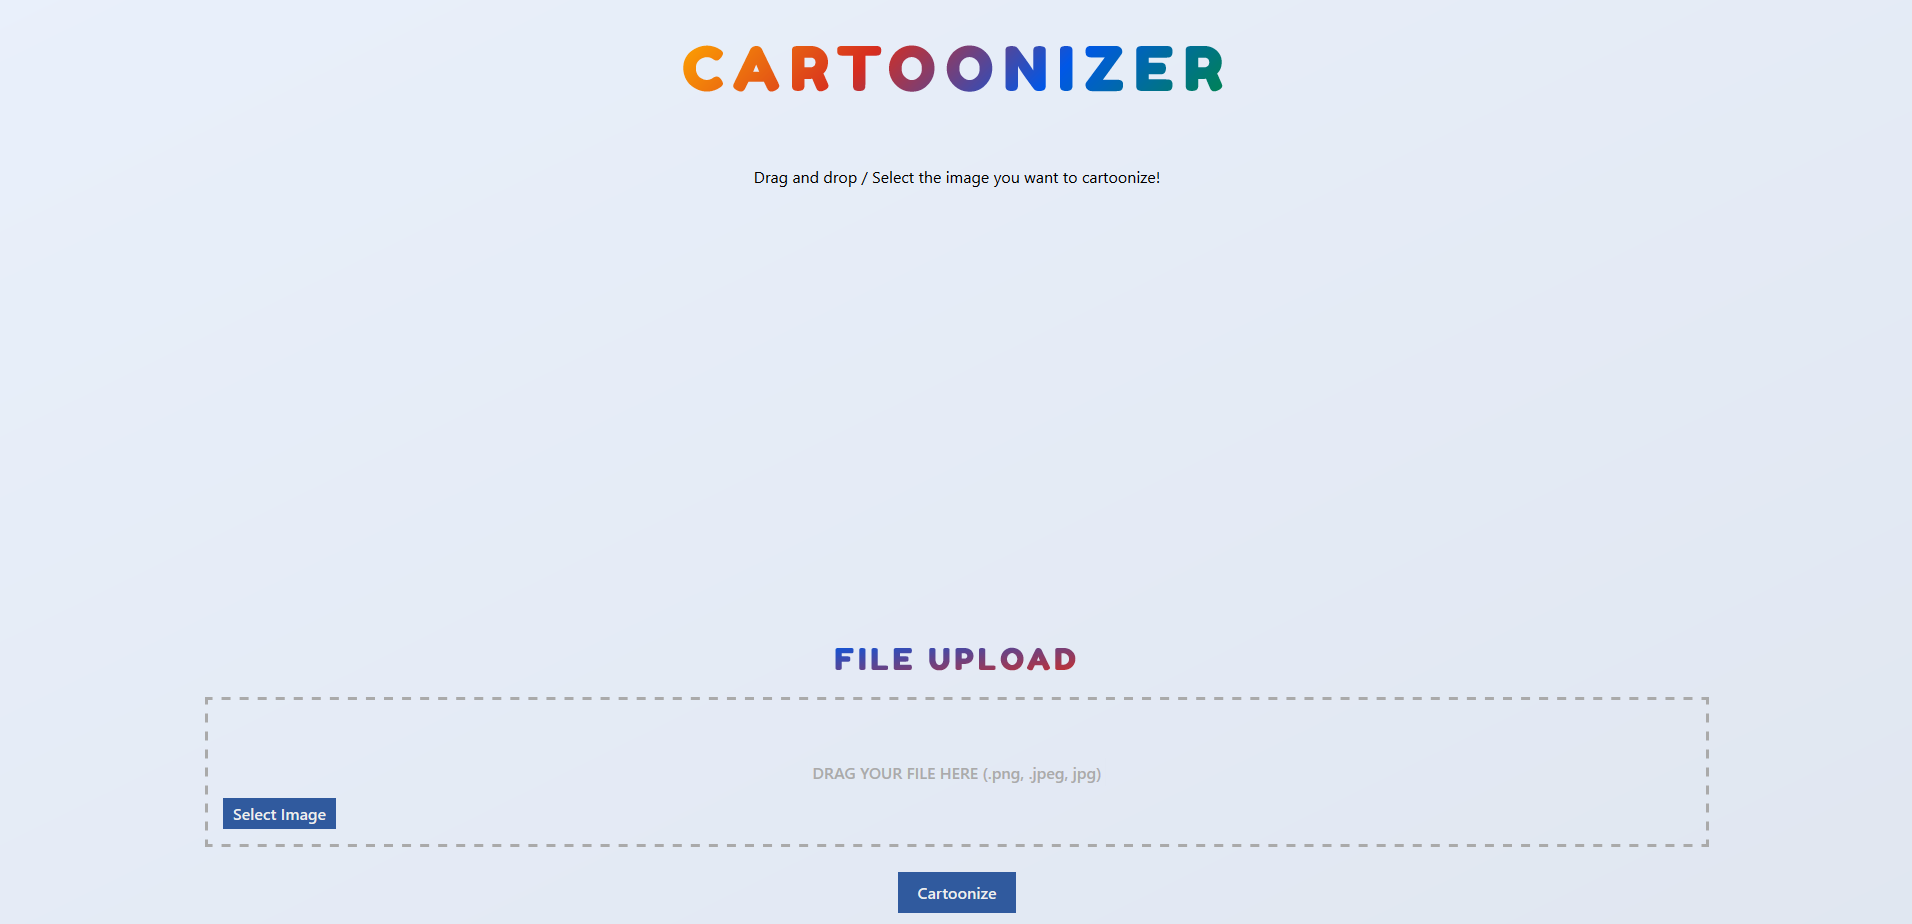 CARTOONIZER
Drag and drop / Select the image you want to cartoonize!
FILE UPLOAD
DRAG YOUR FILE HERE (.png, .jpeg, jpg)
Select Image
Cartoonize